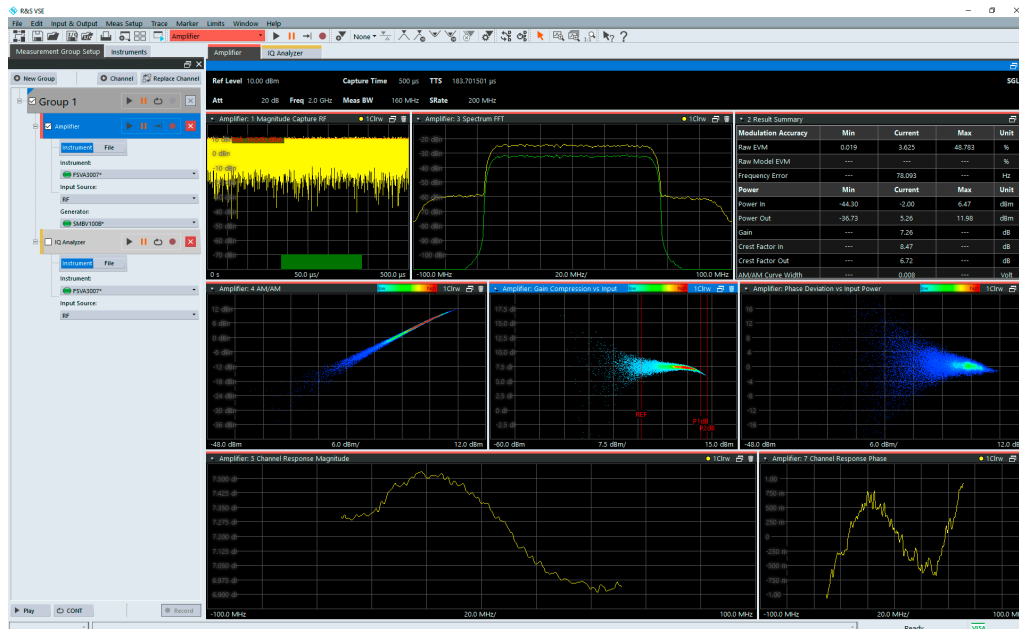 R&S VSE
File Edit Input & Output Meas Setup Trace Marker Limits Window Help
Amplifier
None
Measurement Group Setup Instruments
Amplifier IQ Analyzer
New Group Channel Replace Channel
Group 1
Amplifier
Instrument File
Instrument:
FSVA3007*
Input Source:
RF
Generator:
SMBV100B*
IQ Analyzer
Instrument File
Instrument:
FSVA3007*
Input Source:
RF
Play CONT Record
Ref Level 10.00 dBm Capture Time 500 µs TTS 183.701501 µs SGL
Att 20 dB Freq 2.0 GHz Meas BW 160 MHz SRate 200 MHz
Amplifier: 1 Magnitude Capture RF 1Clrw
0 s 50.0 µs/ 500.0 µs
Amplifier: 3 Spectrum FFT 1Clrw
-100.0 MHz 20.0 MHz/ 100.0 MHz
2 Result Summary
Modulation Accuracy Min Current Max Unit
Raw EVM 0.019 3.625 48.783 %
Raw Model EVM --- --- --- %
Frequency Error --- 78.093 --- Hz
Power Min Current Max Unit
Power In -44.30 -2.00 6.47 dBm
Power Out -36.73 5.26 11.98 dBm
Gain --- 7.26 --- dB
Crest Factor In --- 8.47 --- dB
Crest Factor Out --- 6.72 --- dB
AM/AM Curve Width --- 0.008 --- Volt
Amplifier: 4 AM/AM 1Clrw
-48.0 dBm 6.0 dBm/ 12.0 dBm
Amplifier: Gain Compression vs Input 1Clrw
REF
P1dB
P2dB
-60.0 dBm 7.5 dBm/ 15.0 dBm
Amplifier: Phase Deviation vs Input Power 1Clrw
-48.0 dBm 6.0 dBm/ 12.0 d
Amplifier: 5 Channel Response Magnitude 1Clrw
-100.0 MHz 20.0 MHz/ 100.0 MHz
Amplifier: 7 Channel Response Phase 1Clrw
-100.0 MHz 20.0 MHz/ 100.0 M
Ready VISA